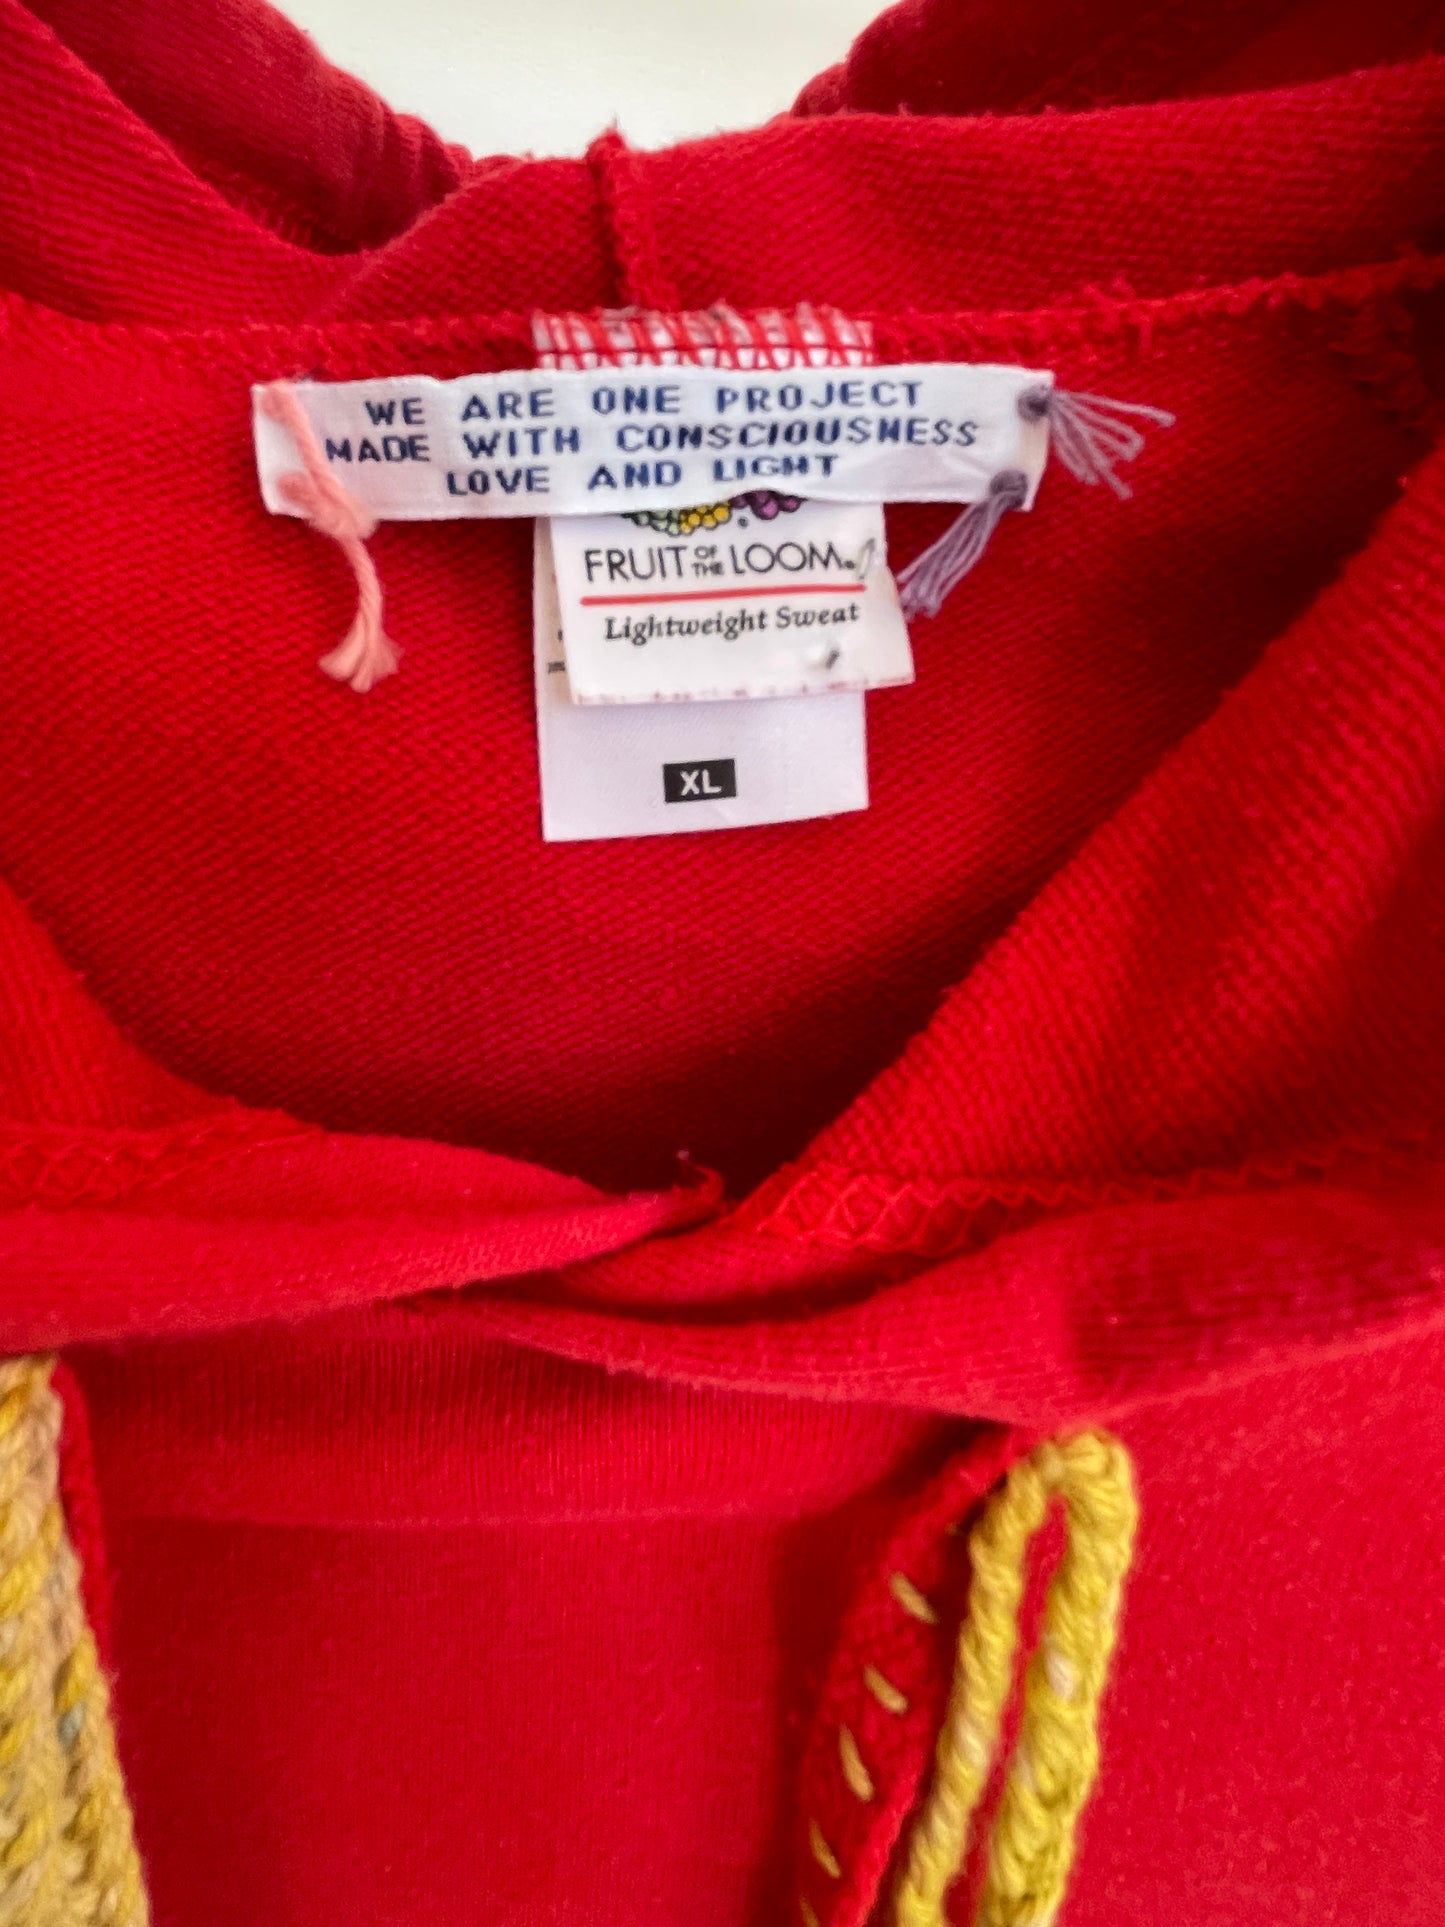 WE ARE ONE PROJECT
MADE WITH CONSCIOUSNESS
LOVE AND LIGHT
FRUIT OF THE LOOM®
Lightweight Sweat
XL